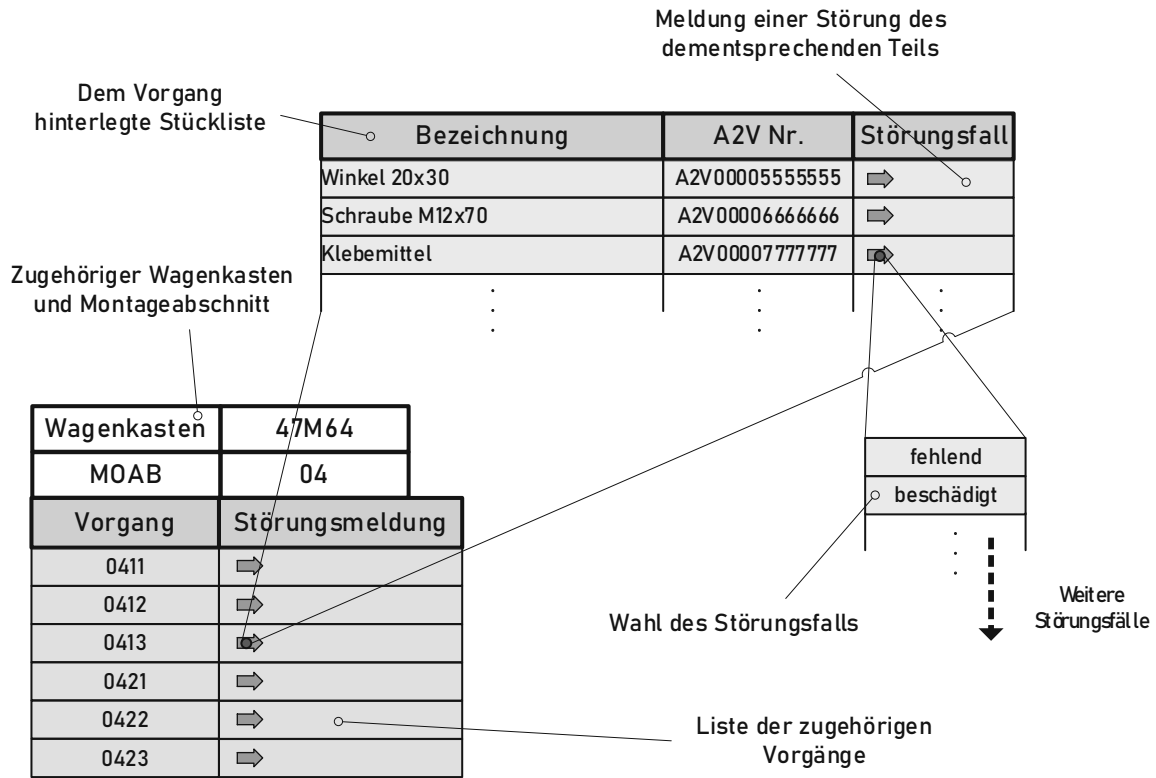 Meldung einer Störung des
dementsprechenden Teils
Dem Vorgang
hinterlegte Stückliste
Bezeichnung A2V Nr. Störungsfall
Winkel 20x30 A2V00005555555
Schraube M12x70 A2V00006666666
Klebemittel A2V00007777777
Zugehöriger Wagenkasten
und Montageabschnitt
Wagenkasten 47M64
MOAB 04
Vorgang Störungsmeldung
0411
0412
0413
0421
0422
0423
fehlend
beschädigt
Wahl des Störungsfalls
Weitere
Störungsfälle
Liste der zugehörigen
Vorgänge